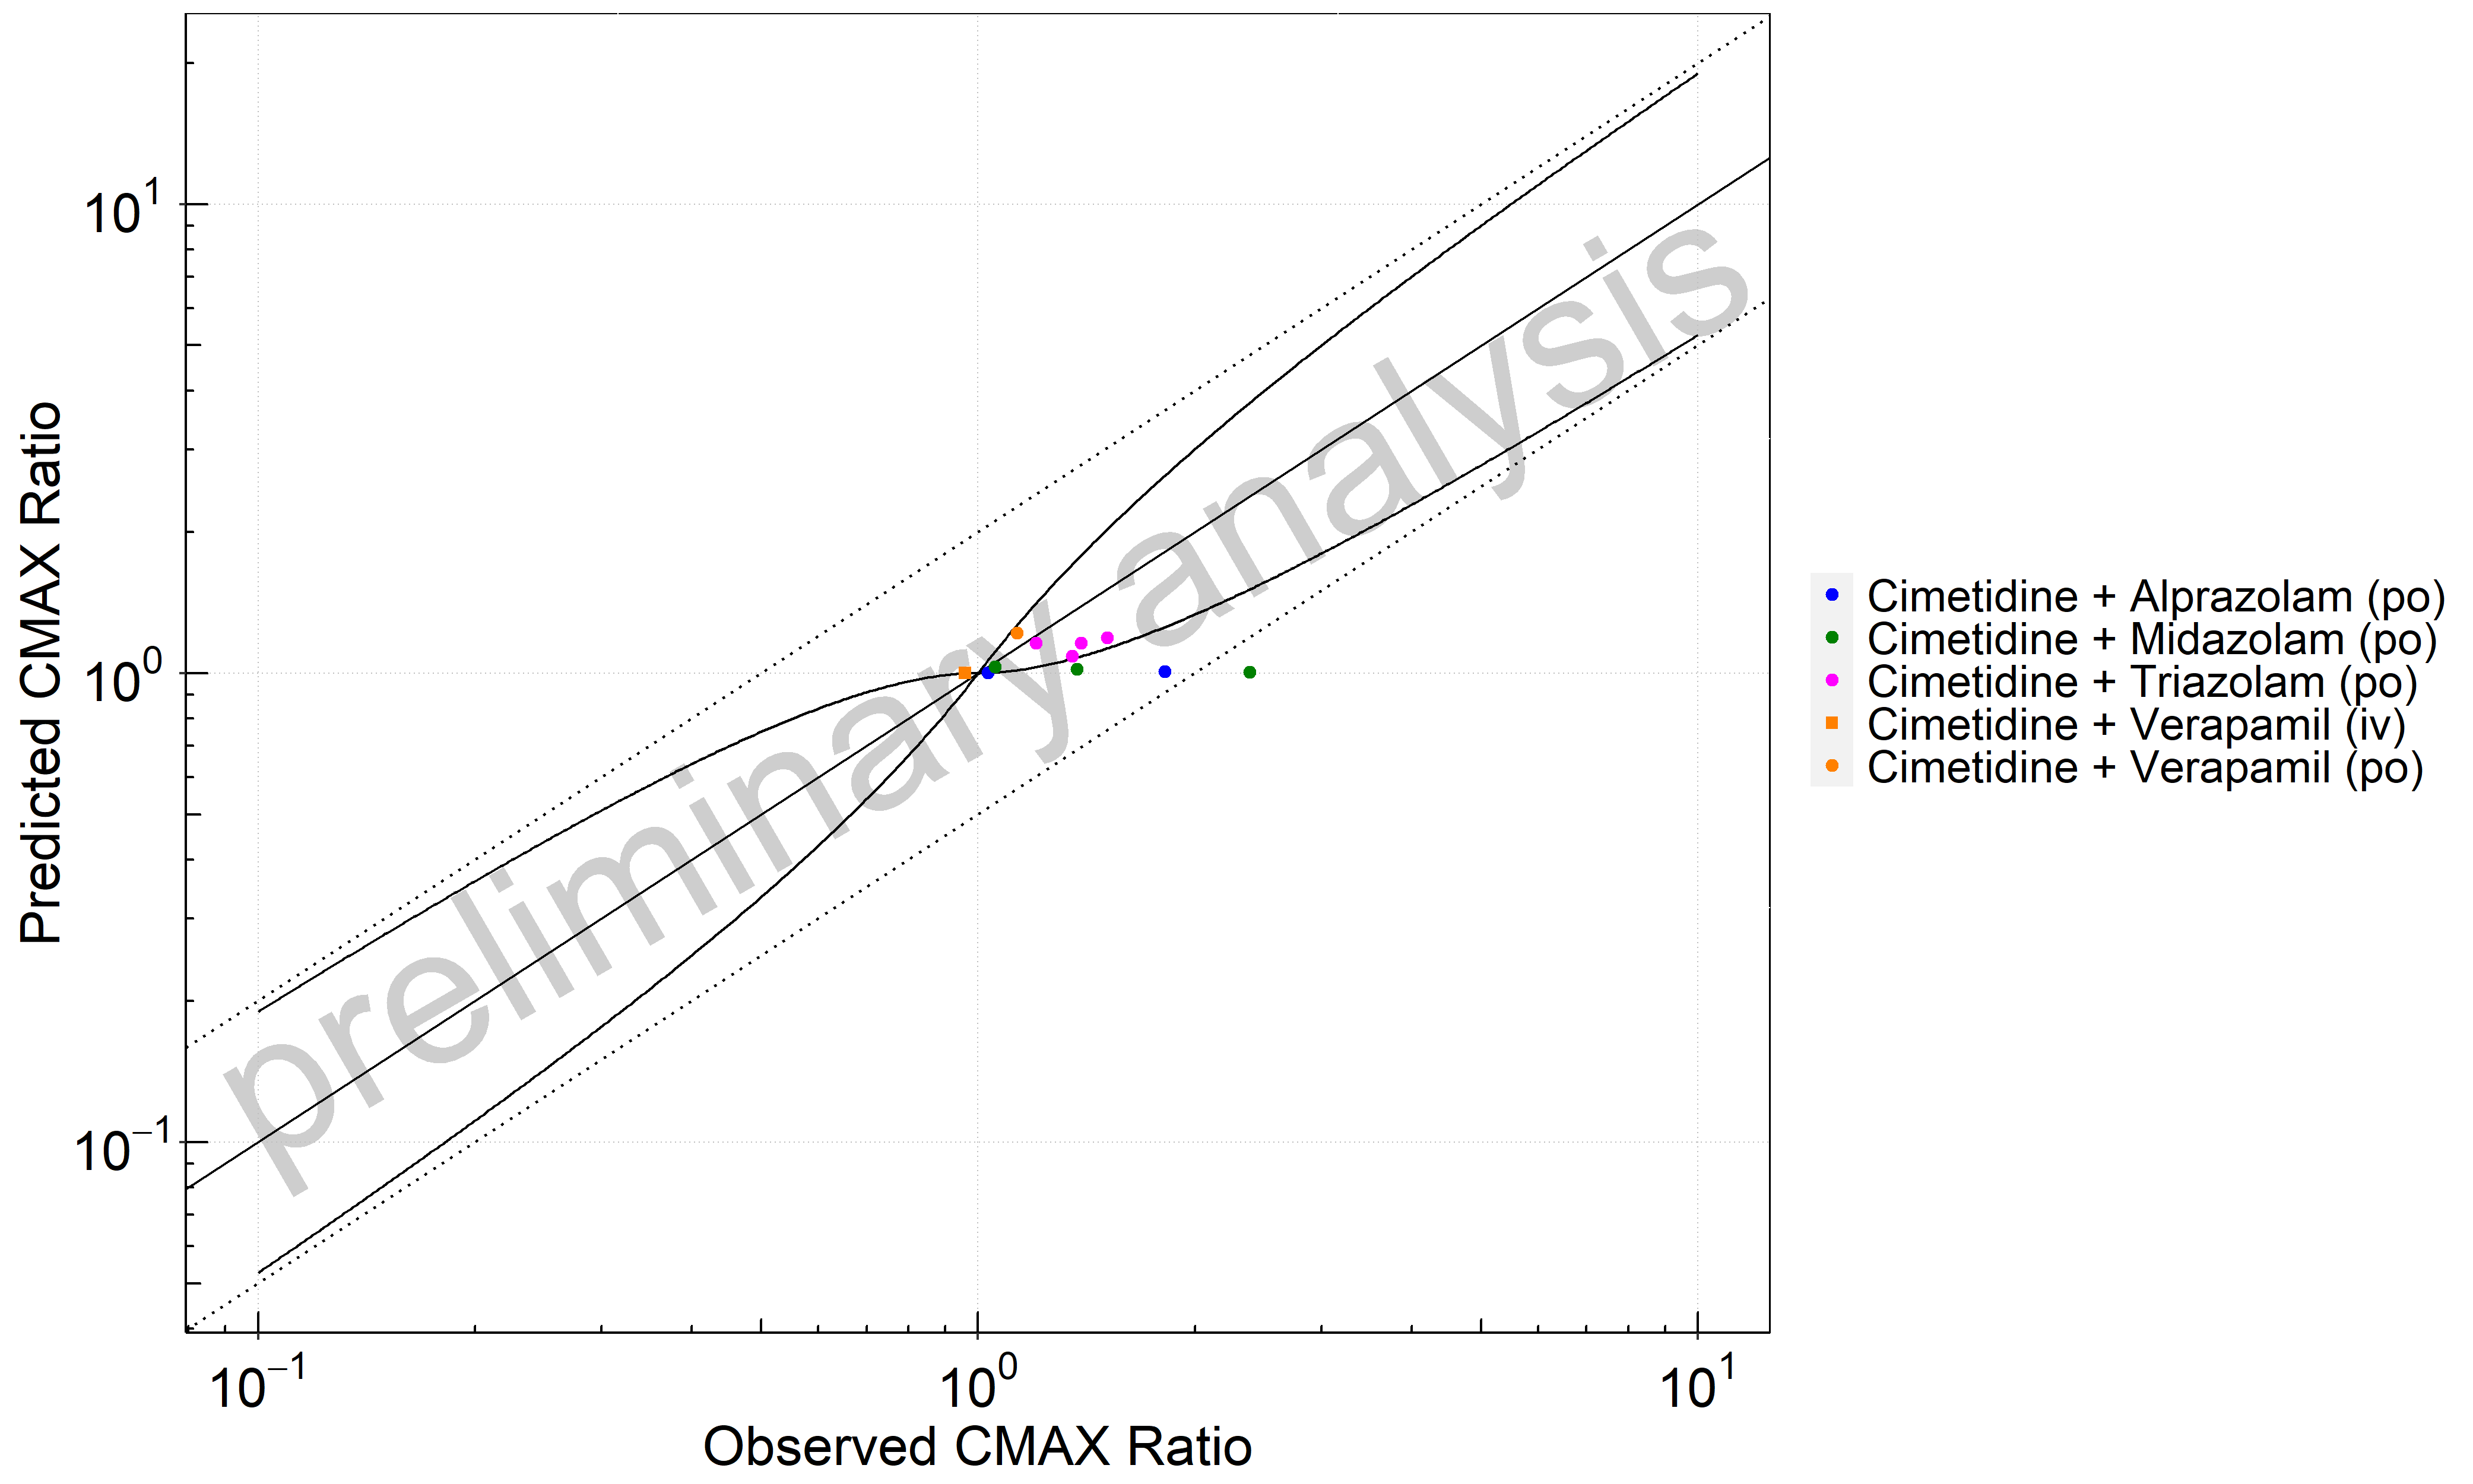 10¹
10⁰
10⁻¹
Predicted CMAX Ratio
preliminary analysis
10⁻¹
10⁰
10¹
Observed CMAX Ratio
Cimetidine + Alprazolam (po)
Cimetidine + Midazolam (po)
Cimetidine + Triazolam (po)
Cimetidine + Verapamil (iv)
Cimetidine + Verapamil (po)